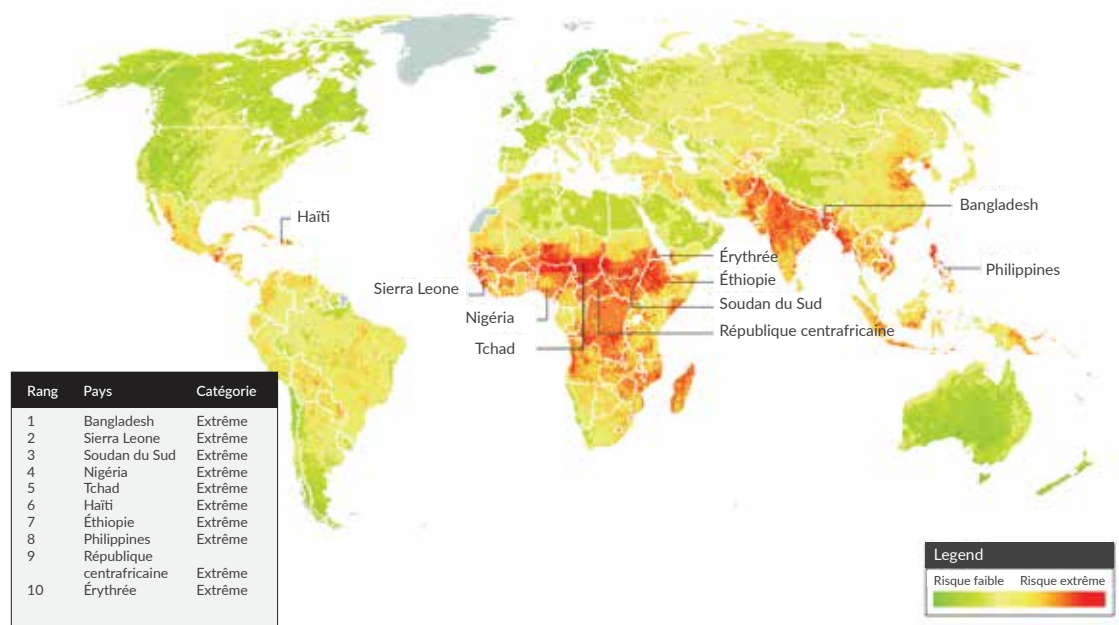 Haïti
Bangladesh
Érythrée
Philippines
Éthiopie
Sierra Leone
Soudan du Sud
Nigéria
République centrafricaine
Tchad
Rang Pays Catégorie
1 Bangladesh Extrême
2 Sierra Leone Extrême
3 Soudan du Sud Extrême
4 Nigéria Extrême
5 Tchad Extrême
6 Haïti Extrême
7 Éthiopie Extrême
8 Philippines Extrême
9 République
centrafricaine Extrême
10 Érythrée Extrême
Legend
Risque faible Risque extrême